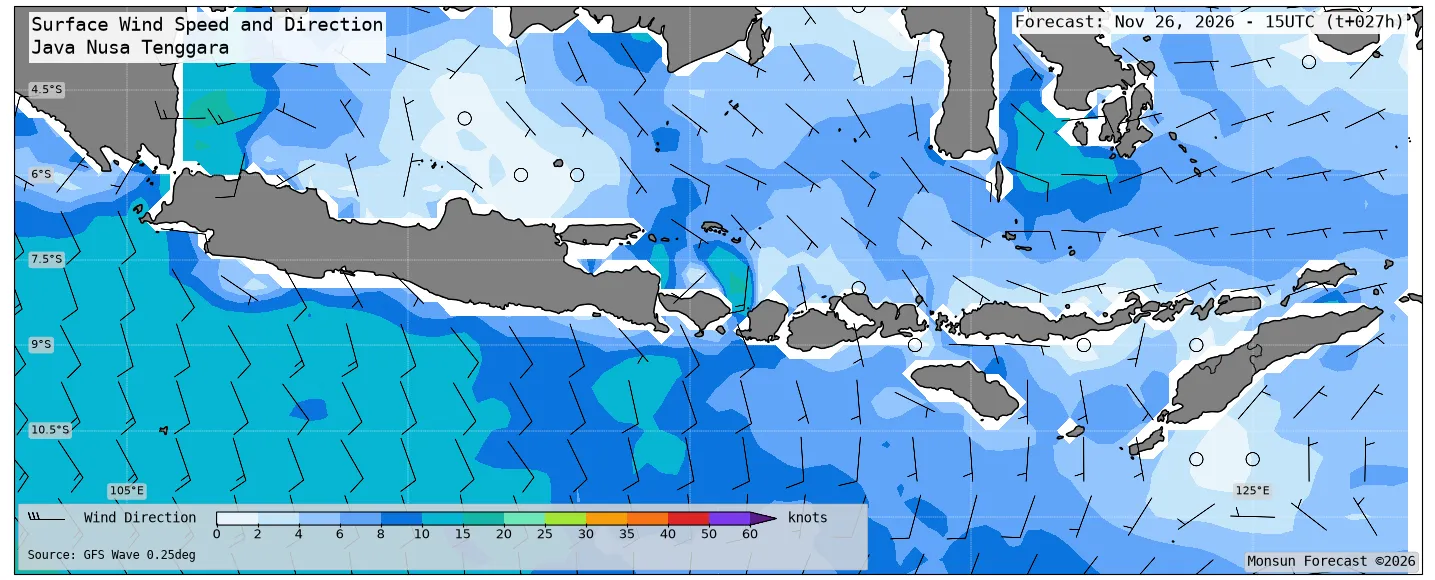 Surface Wind Speed and Direction
Java Nusa Tenggara
Forecast: Nov 26, 2026 - 15UTC (t+027h)
4.5°S
6°S
7.5°S
9°S
10.5°S
105°E
125°E
Wind Direction
0 2 4 6 8 10 15 20 25 30 35 40 50 60
knots
Source: GFS Wave 0.25deg
Monsun Forecast ©2026